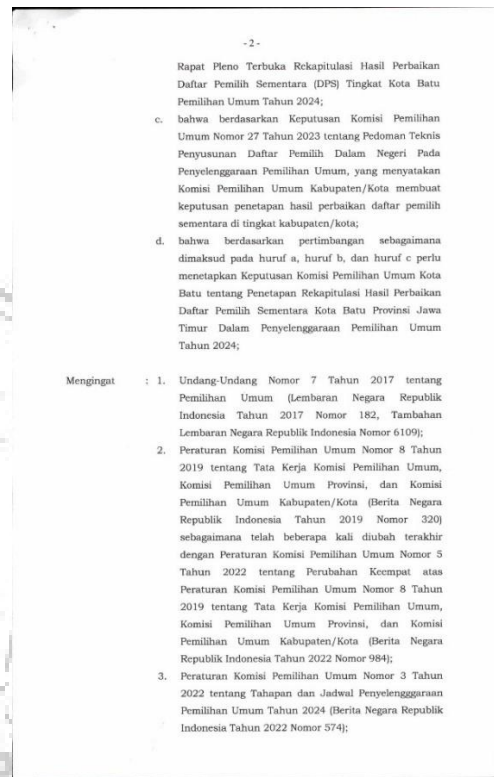 - 2 -
Rapat Pleno Terbuka Rekapitulasi Hasil Perbaikan
Daftar Pemilih Sementara (DPS) Tingkat Kota Batu
Pemilihan Umum Tahun 2024;
c. bahwa berdasarkan Keputusan Komisi Pemilihan
Umum Nomor 27 Tahun 2023 tentang Pedoman Teknis
Penyusunan Daftar Pemilih Dalam Negeri Pada
Penyelenggaraan Pemilihan Umum, yang menyatakan
Komisi Pemilihan Umum Kabupaten/Kota membuat
keputusan penetapan hasil perbaikan daftar pemilih
sementara di tingkat kabupaten/kota;
d. bahwa berdasarkan pertimbangan sebagaimana
dimaksud pada huruf a, huruf b, dan huruf c perlu
menetapkan Keputusan Komisi Pemilihan Umum Kota
Batu tentang Penetapan Rekapitulasi Hasil Perbaikan
Daftar Pemilih Sementara Kota Batu Provinsi Jawa
Timur Dalam Penyelenggaraan Pemilihan Umum
Tahun 2024;
Mengingat : 1. Undang-Undang Nomor 7 Tahun 2017 tentang
Pemilihan Umum (Lembaran Negara Republik
Indonesia Tahun 2017 Nomor 182, Tambahan
Lembaran Negara Republik Indonesia Nomor 6109);
2. Peraturan Komisi Pemilihan Umum Nomor 8 Tahun
2019 tentang Tata Kerja Komisi Pemilihan Umum,
Komisi Pemilihan Umum Provinsi, dan Komisi
Pemilihan Umum Kabupaten/Kota (Berita Negara
Republik Indonesia Tahun 2019 Nomor 320)
sebagaimana telah beberapa kali diubah terakhir
dengan Peraturan Komisi Pemilihan Umum Nomor 5
Tahun 2022 tentang Perubahan Keempat atas
Peraturan Komisi Pemilihan Umum Nomor 8 Tahun
2019 tentang Tata Kerja Komisi Pemilihan Umum,
Komisi Pemilihan Umum Provinsi, dan Komisi
Pemilihan Umum Kabupaten/Kota (Berita Negara
Republik Indonesia Tahun 2022 Nomor 984);
3. Peraturan Komisi Pemilihan Umum Nomor 3 Tahun
2022 tentang Tahapan dan Jadwal Penyelengggaraan
Pemilihan Umum Tahun 2024 (Berita Negara Republik
Indonesia Tahun 2022 Nomor 574);